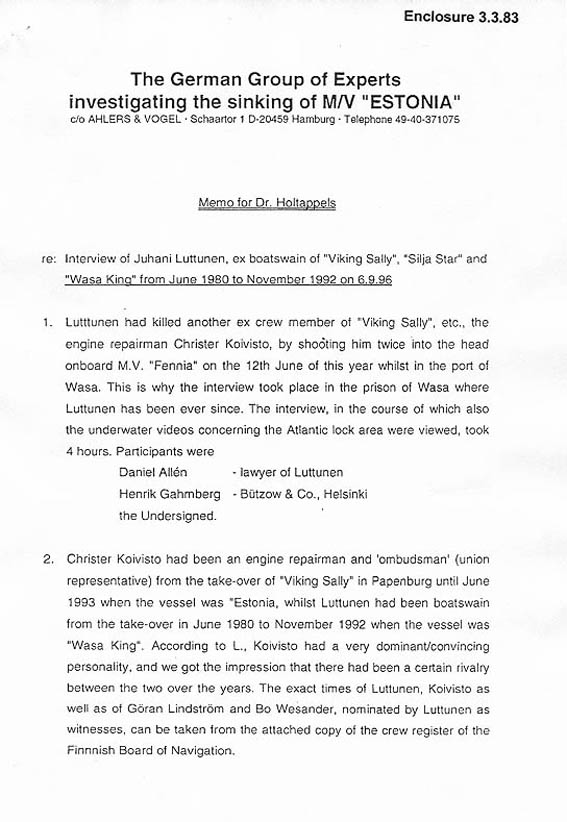 Enclosure 3.3.83
The German Group of Experts
investigating the sinking of M/V "ESTONIA"
c/o AHLERS & VOGEL · Schaartor 1 D-20459 Hamburg · Telephone 49-40-371075
Memo for Dr. Holtappels
re: Interview of Juhani Luttunen, ex boatswain of "Viking Sally", "Silja Star" and
"Wasa King" from June 1980 to November 1992 on 6.9.96
1. Lutttunen had killed another ex crew member of "Viking Sally", etc., the
engine repairman Christer Koivisto, by shooting him twice into the head
onboard M.V. "Fennia" on the 12th June of this year whilst in the port of
Wasa. This is why the interview took place in the prison of Wasa where
Luttunen has been ever since. The interview, in the course of which also
the underwater videos concerning the Atlantic lock area were viewed, took
4 hours. Participants were
Daniel Allén - lawyer of Luttunen
Henrik Gahmberg - Bützow & Co., Helsinki
the Undersigned.
2. Christer Koivisto had been an engine repairman and 'ombudsman' (union
representative) from the take-over of "Viking Sally" in Papenburg until June
1993 when the vessel was "Estonia, whilst Luttunen had been boatswain
from the take-over in June 1980 to November 1992 when the vessel was
"Wasa King". According to L., Koivisto had a very dominant/convincing
personality, and we got the impression that there had been a certain rivalry
between the two over the years. The exact times of Luttunen, Koivisto as
well as of Göran Lindström and Bo Wesander, nominated by Luttunen as
witnesses, can be taken from the attached copy of the crew register of the
Finnnish Board of Navigation.